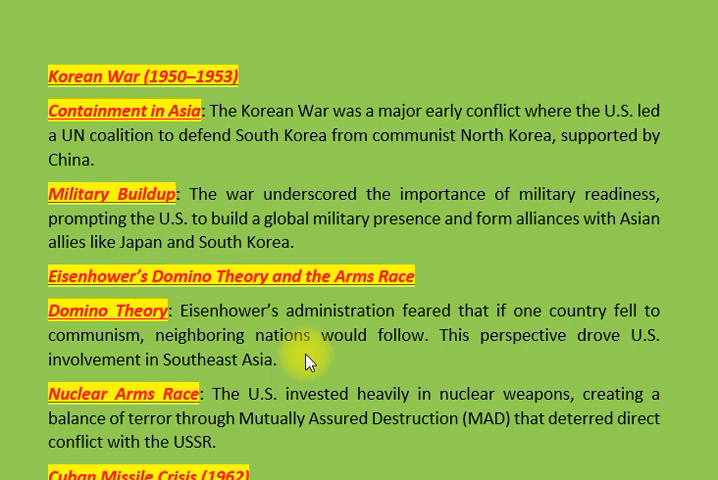 Korean War (1950–1953)
Containment in Asia: The Korean War was a major early conflict where the U.S. led
a UN coalition to defend South Korea from communist North Korea, supported by
China.
Military Buildup: The war underscored the importance of military readiness,
prompting the U.S. to build a global military presence and form alliances with Asian
allies like Japan and South Korea.
Eisenhower’s Domino Theory and the Arms Race
Domino Theory: Eisenhower’s administration feared that if one country fell to
communism, neighboring nations would follow. This perspective drove U.S.
involvement in Southeast Asia.
Nuclear Arms Race: The U.S. invested heavily in nuclear weapons, creating a
balance of terror through Mutually Assured Destruction (MAD) that deterred direct
conflict with the USSR.
Cuban Missile Crisis (1962)